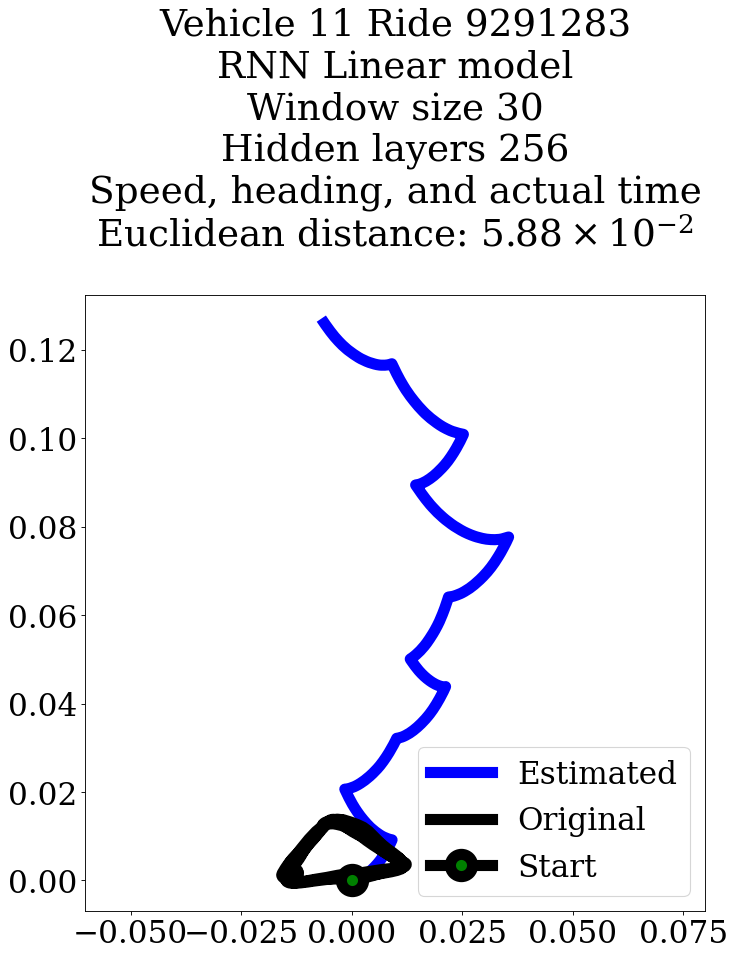 Vehicle 11 Ride 9291283
RNN Linear model
Window size 30
Hidden layers 256
Speed, heading, and actual time
Euclidean distance: 5.88 × 10⁻²
0.12
0.10
0.08
0.06
0.04
0.02
0.00
Estimated
Original
Start
−0.050 −0.025 0.000 0.025 0.050 0.075